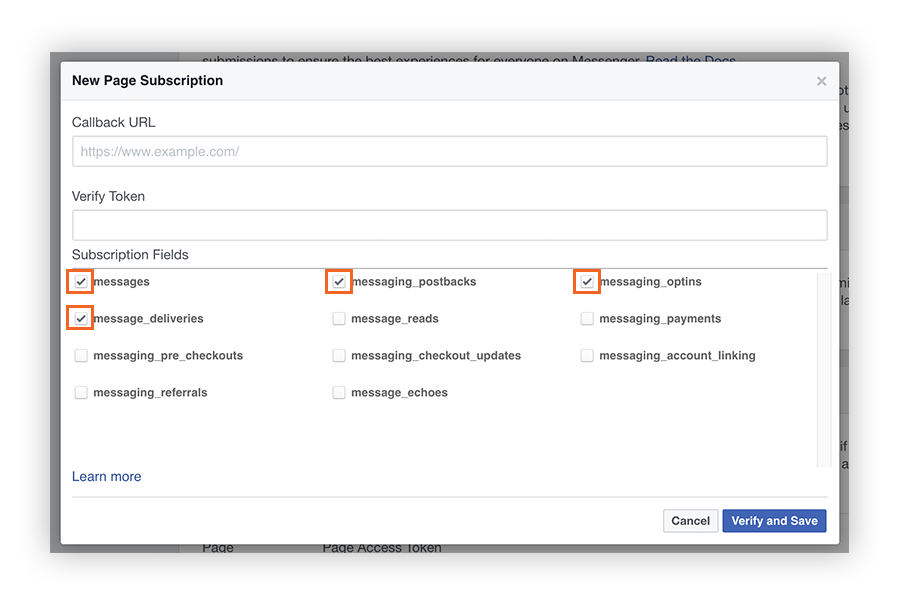 submissions to ensure the best experiences for everyone on Messenger. Read the Docs
New Page Subscription
×
Callback URL
https://www.example.com/
Verify Token
Subscription Fields
messages messaging_postbacks messaging_optins
message_deliveries message_reads messaging_payments
messaging_pre_checkouts messaging_checkout_updates messaging_account_linking
messaging_referrals message_echoes
if
a
Learn more
Cancel Verify and Save
Page Page Access Token